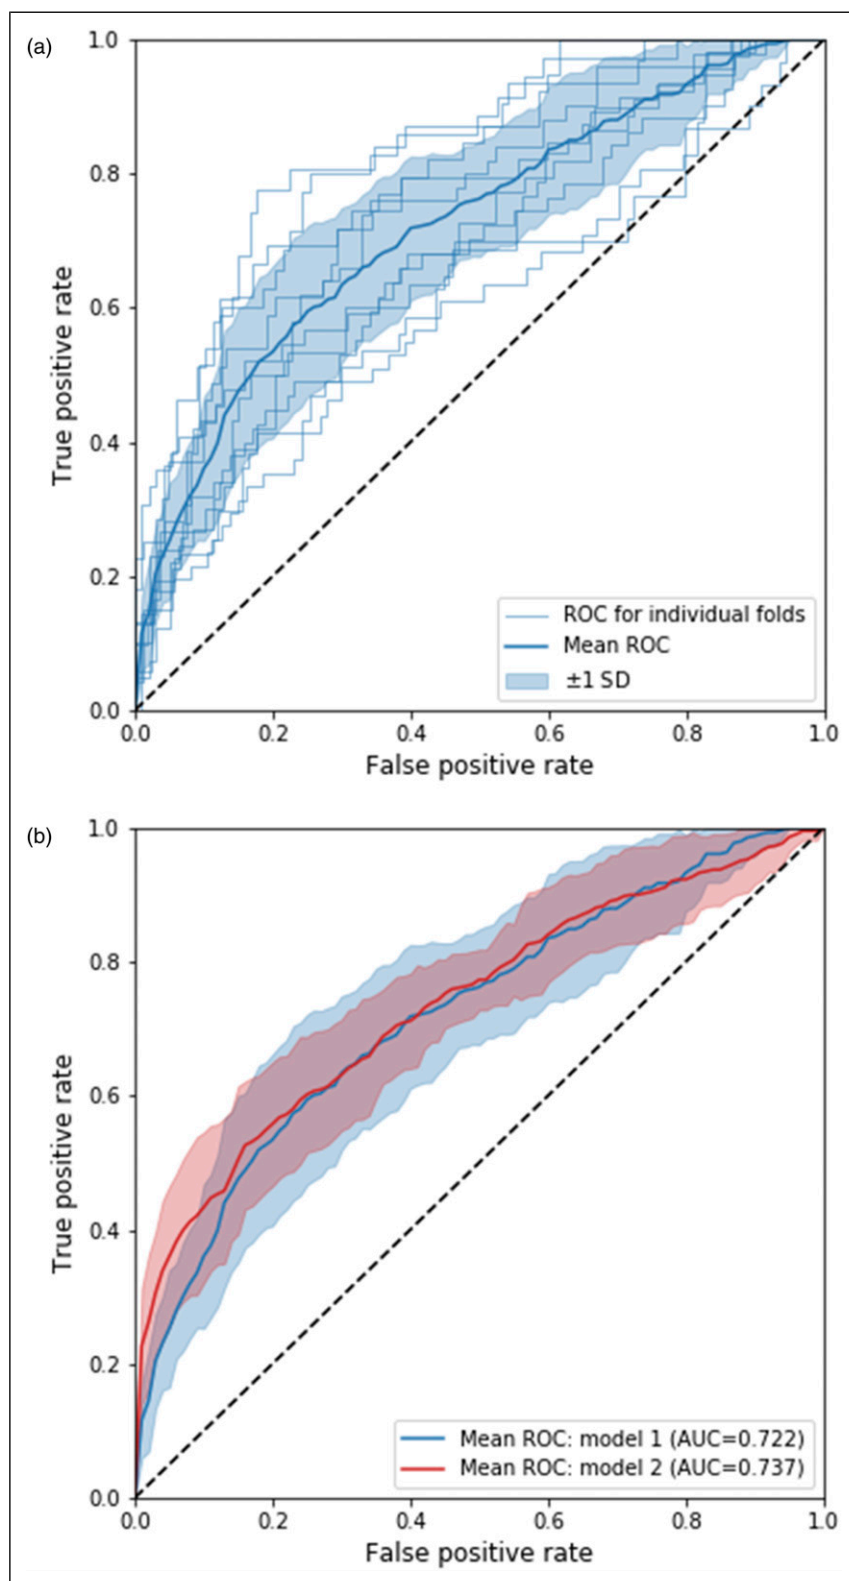 (a)
1.0
0.8
0.6
0.4
0.2
0.0
True positive rate
ROC for individual folds
Mean ROC
±1 SD
0.0 0.2 0.4 0.6 0.8 1.0
False positive rate
(b)
1.0
0.8
0.6
0.4
0.2
0.0
True positive rate
Mean ROC: model 1 (AUC=0.722)
Mean ROC: model 2 (AUC=0.737)
0.0 0.2 0.4 0.6 0.8 1.0
False positive rate